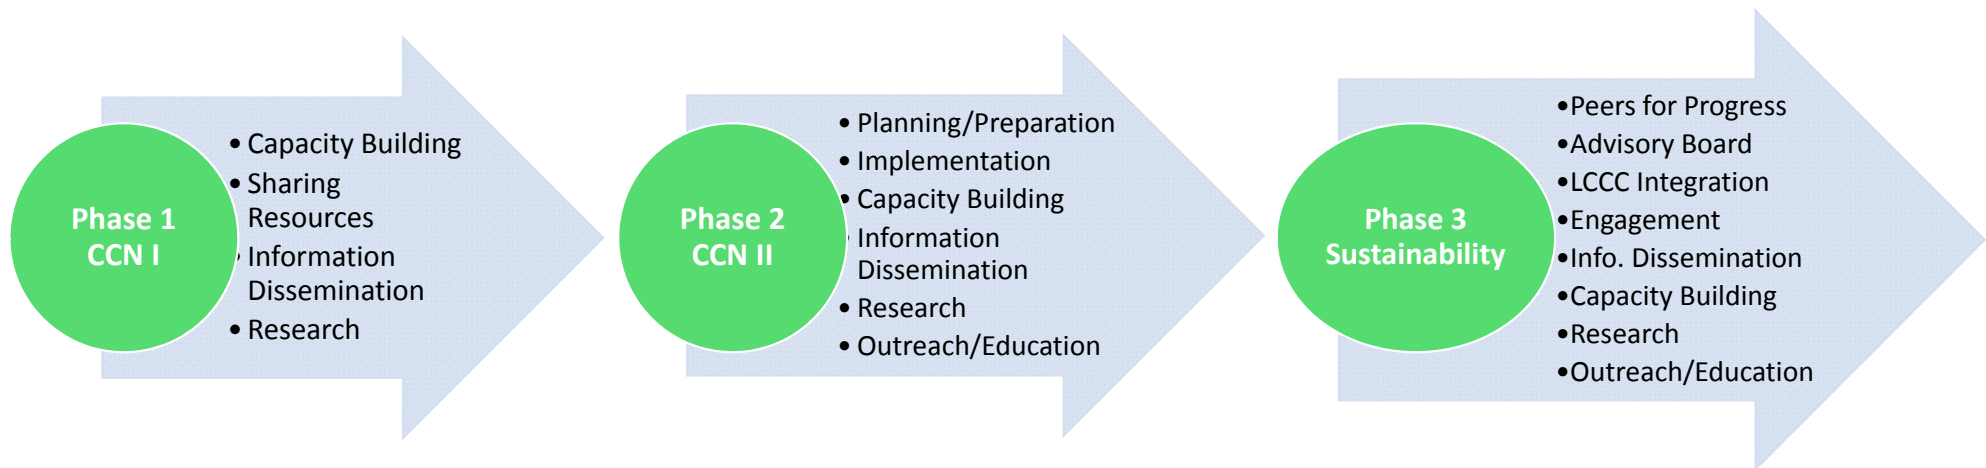 Phase 1
CCN I
• Capacity Building
• Sharing
Resources
• Information
Dissemination
• Research
Phase 2
CCN II
• Planning/Preparation
• Implementation
• Capacity Building
• Information
Dissemination
• Research
• Outreach/Education
Phase 3
Sustainability
•Peers for Progress
•Advisory Board
•LCCC Integration
•Engagement
•Info. Dissemination
•Capacity Building
•Research
•Outreach/Education